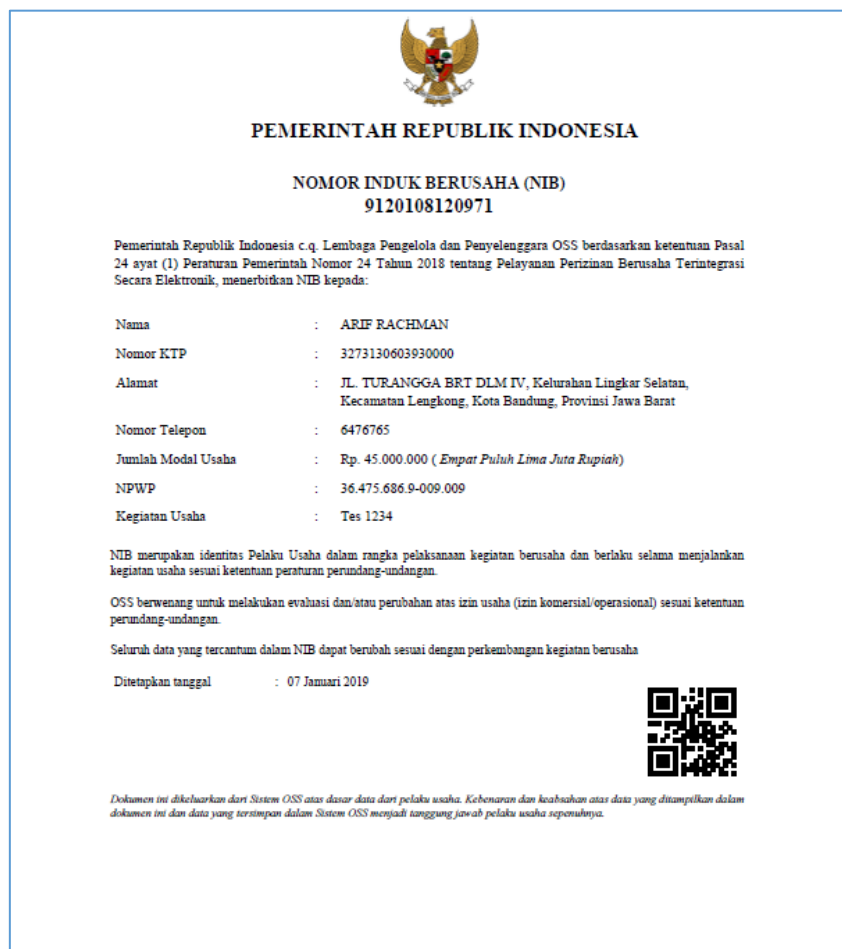 PEMERINTAH REPUBLIK INDONESIA
NOMOR INDUK BERUSAHA (NIB)
9120108120971
Pemerintah Republik Indonesia c.q. Lembaga Pengelola dan Penyelenggara OSS berdasarkan ketentuan Pasal
24 ayat (1) Peraturan Pemerintah Nomor 24 Tahun 2018 tentang Pelayanan Perizinan Berusaha Terintegrasi
Secara Elektronik, menerbitkan NIB kepada:
Nama : ARIF RACHMAN
Nomor KTP : 3273130603930000
Alamat : JL. TURANGGA BRT DLM IV, Kelurahan Lingkar Selatan,
Kecamatan Lengkong, Kota Bandung, Provinsi Jawa Barat
Nomor Telepon : 6476765
Jumlah Modal Usaha : Rp. 45.000.000 ( Empat Puluh Lima Juta Rupiah)
NPWP : 36.475.686.9-009.009
Kegiatan Usaha : Tes 1234
NIB merupakan identitas Pelaku Usaha dalam rangka pelaksanaan kegiatan berusaha dan berlaku selama menjalankan
kegiatan usaha sesuai ketentuan peraturan perundang-undangan.
OSS berwenang untuk melakukan evaluasi dan/atau perubahan atas izin usaha (izin komersial/operasional) sesuai ketentuan
perundang-undangan.
Seluruh data yang tercantum dalam NIB dapat berubah sesuai dengan perkembangan kegiatan berusaha
Ditetapkan tanggal : 07 Januari 2019
Dokumen ini dikeluarkan dari Sistem OSS atas dasar data dari pelaku usaha. Kebenaran dan keabsahan atas data yang ditampilkan dalam
dokumen ini dan data yang tersimpan dalam Sistem OSS menjadi tanggung jawab pelaku usaha sepenuhnya.